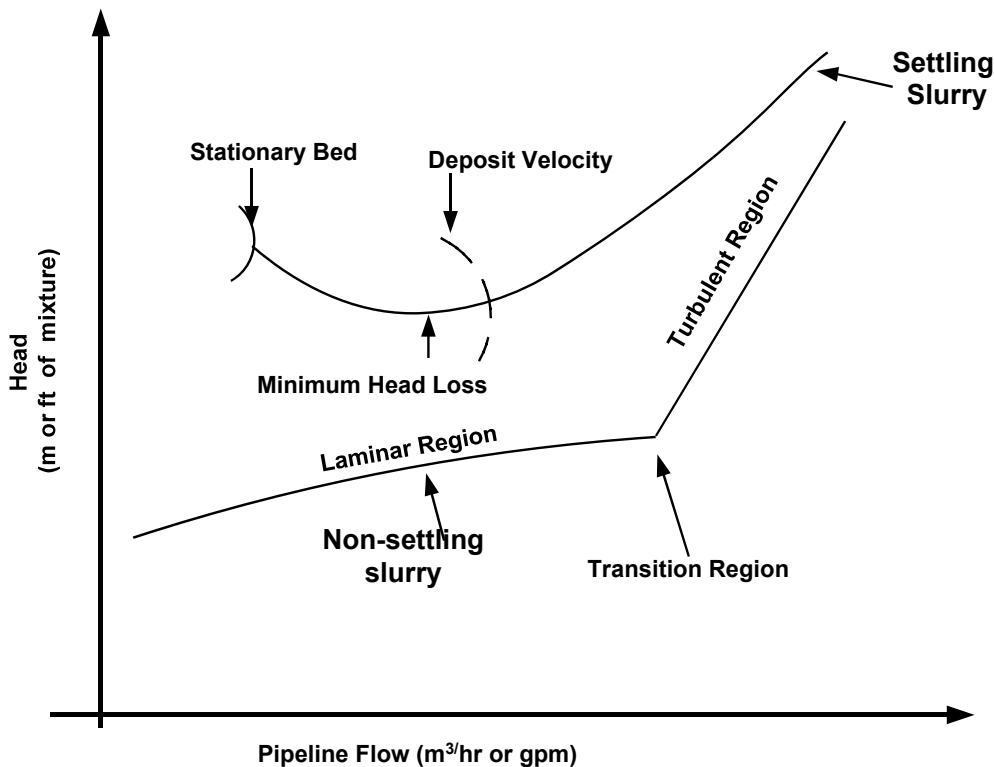 Settling
Slurry
Stationary Bed
Deposit Velocity
Turbulent Region
Head
(m or ft of mixture)
Minimum Head Loss
Laminar Region
Non-settling
slurry
Transition Region
Pipeline Flow (m³/hr or gpm)